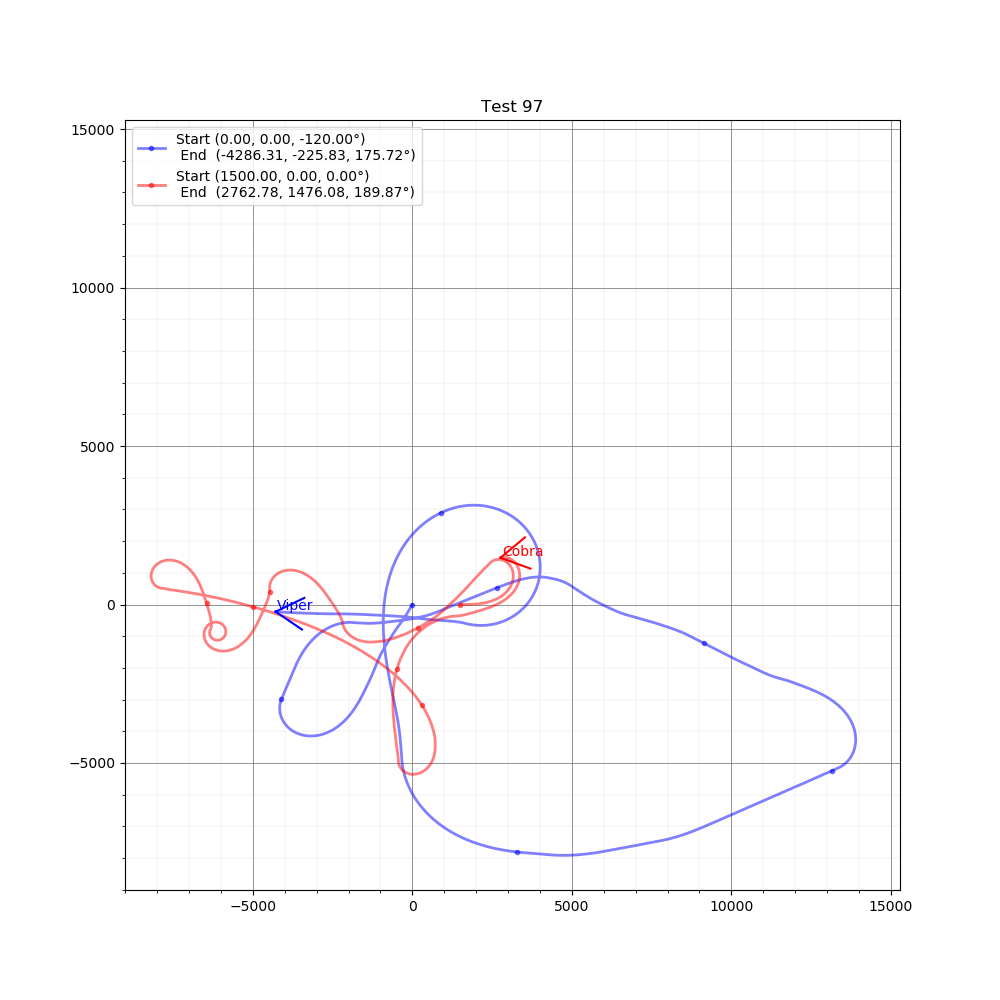 Test 97
Start (0.00, 0.00, -120.00°)
End (-4286.31, -225.83, 175.72°)
Start (1500.00, 0.00, 0.00°)
End (2762.78, 1476.08, 189.87°)
15000
10000
5000
0
−5000
Cobra
Viper
−5000
0
5000
10000
15000